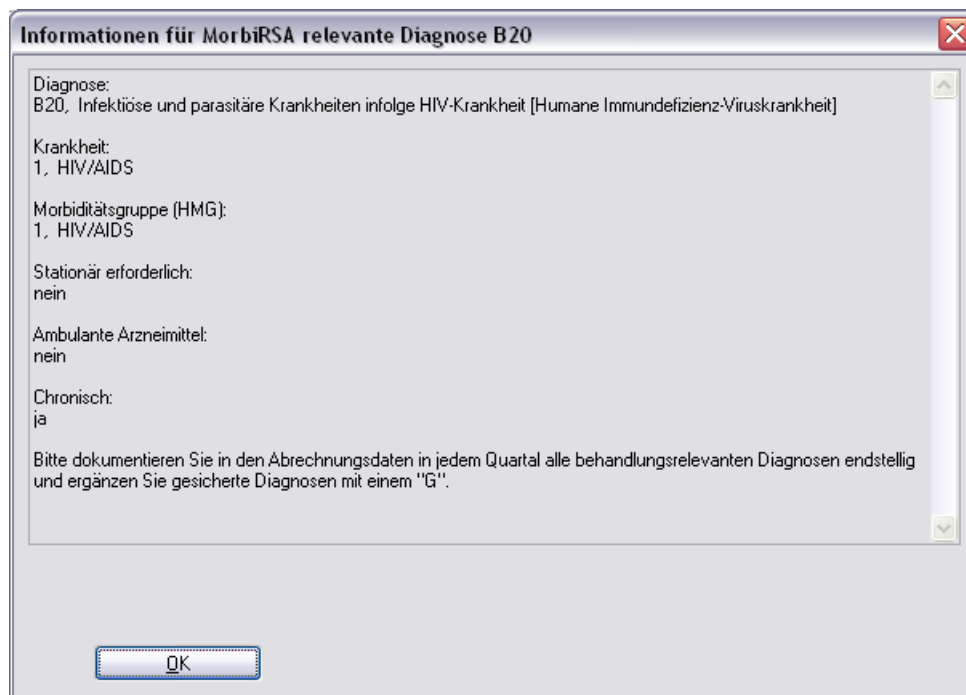 Informationen für MorbiRSA relevante Diagnose B20
Diagnose:
B20, Infektiöse und parasitäre Krankheiten infolge HIV-Krankheit [Humane Immundefizienz-Viruskrankheit]
Krankheit:
1, HIV/AIDS
Morbiditätsgruppe (HMG):
1, HIV/AIDS
Stationär erforderlich:
nein
Ambulante Arzneimittel:
nein
Chronisch:
ja
Bitte dokumentieren Sie in den Abrechnungsdaten in jedem Quartal alle behandlungsrelevanten Diagnosen endstellig
und ergänzen Sie gesicherte Diagnosen mit einem "G".
OK